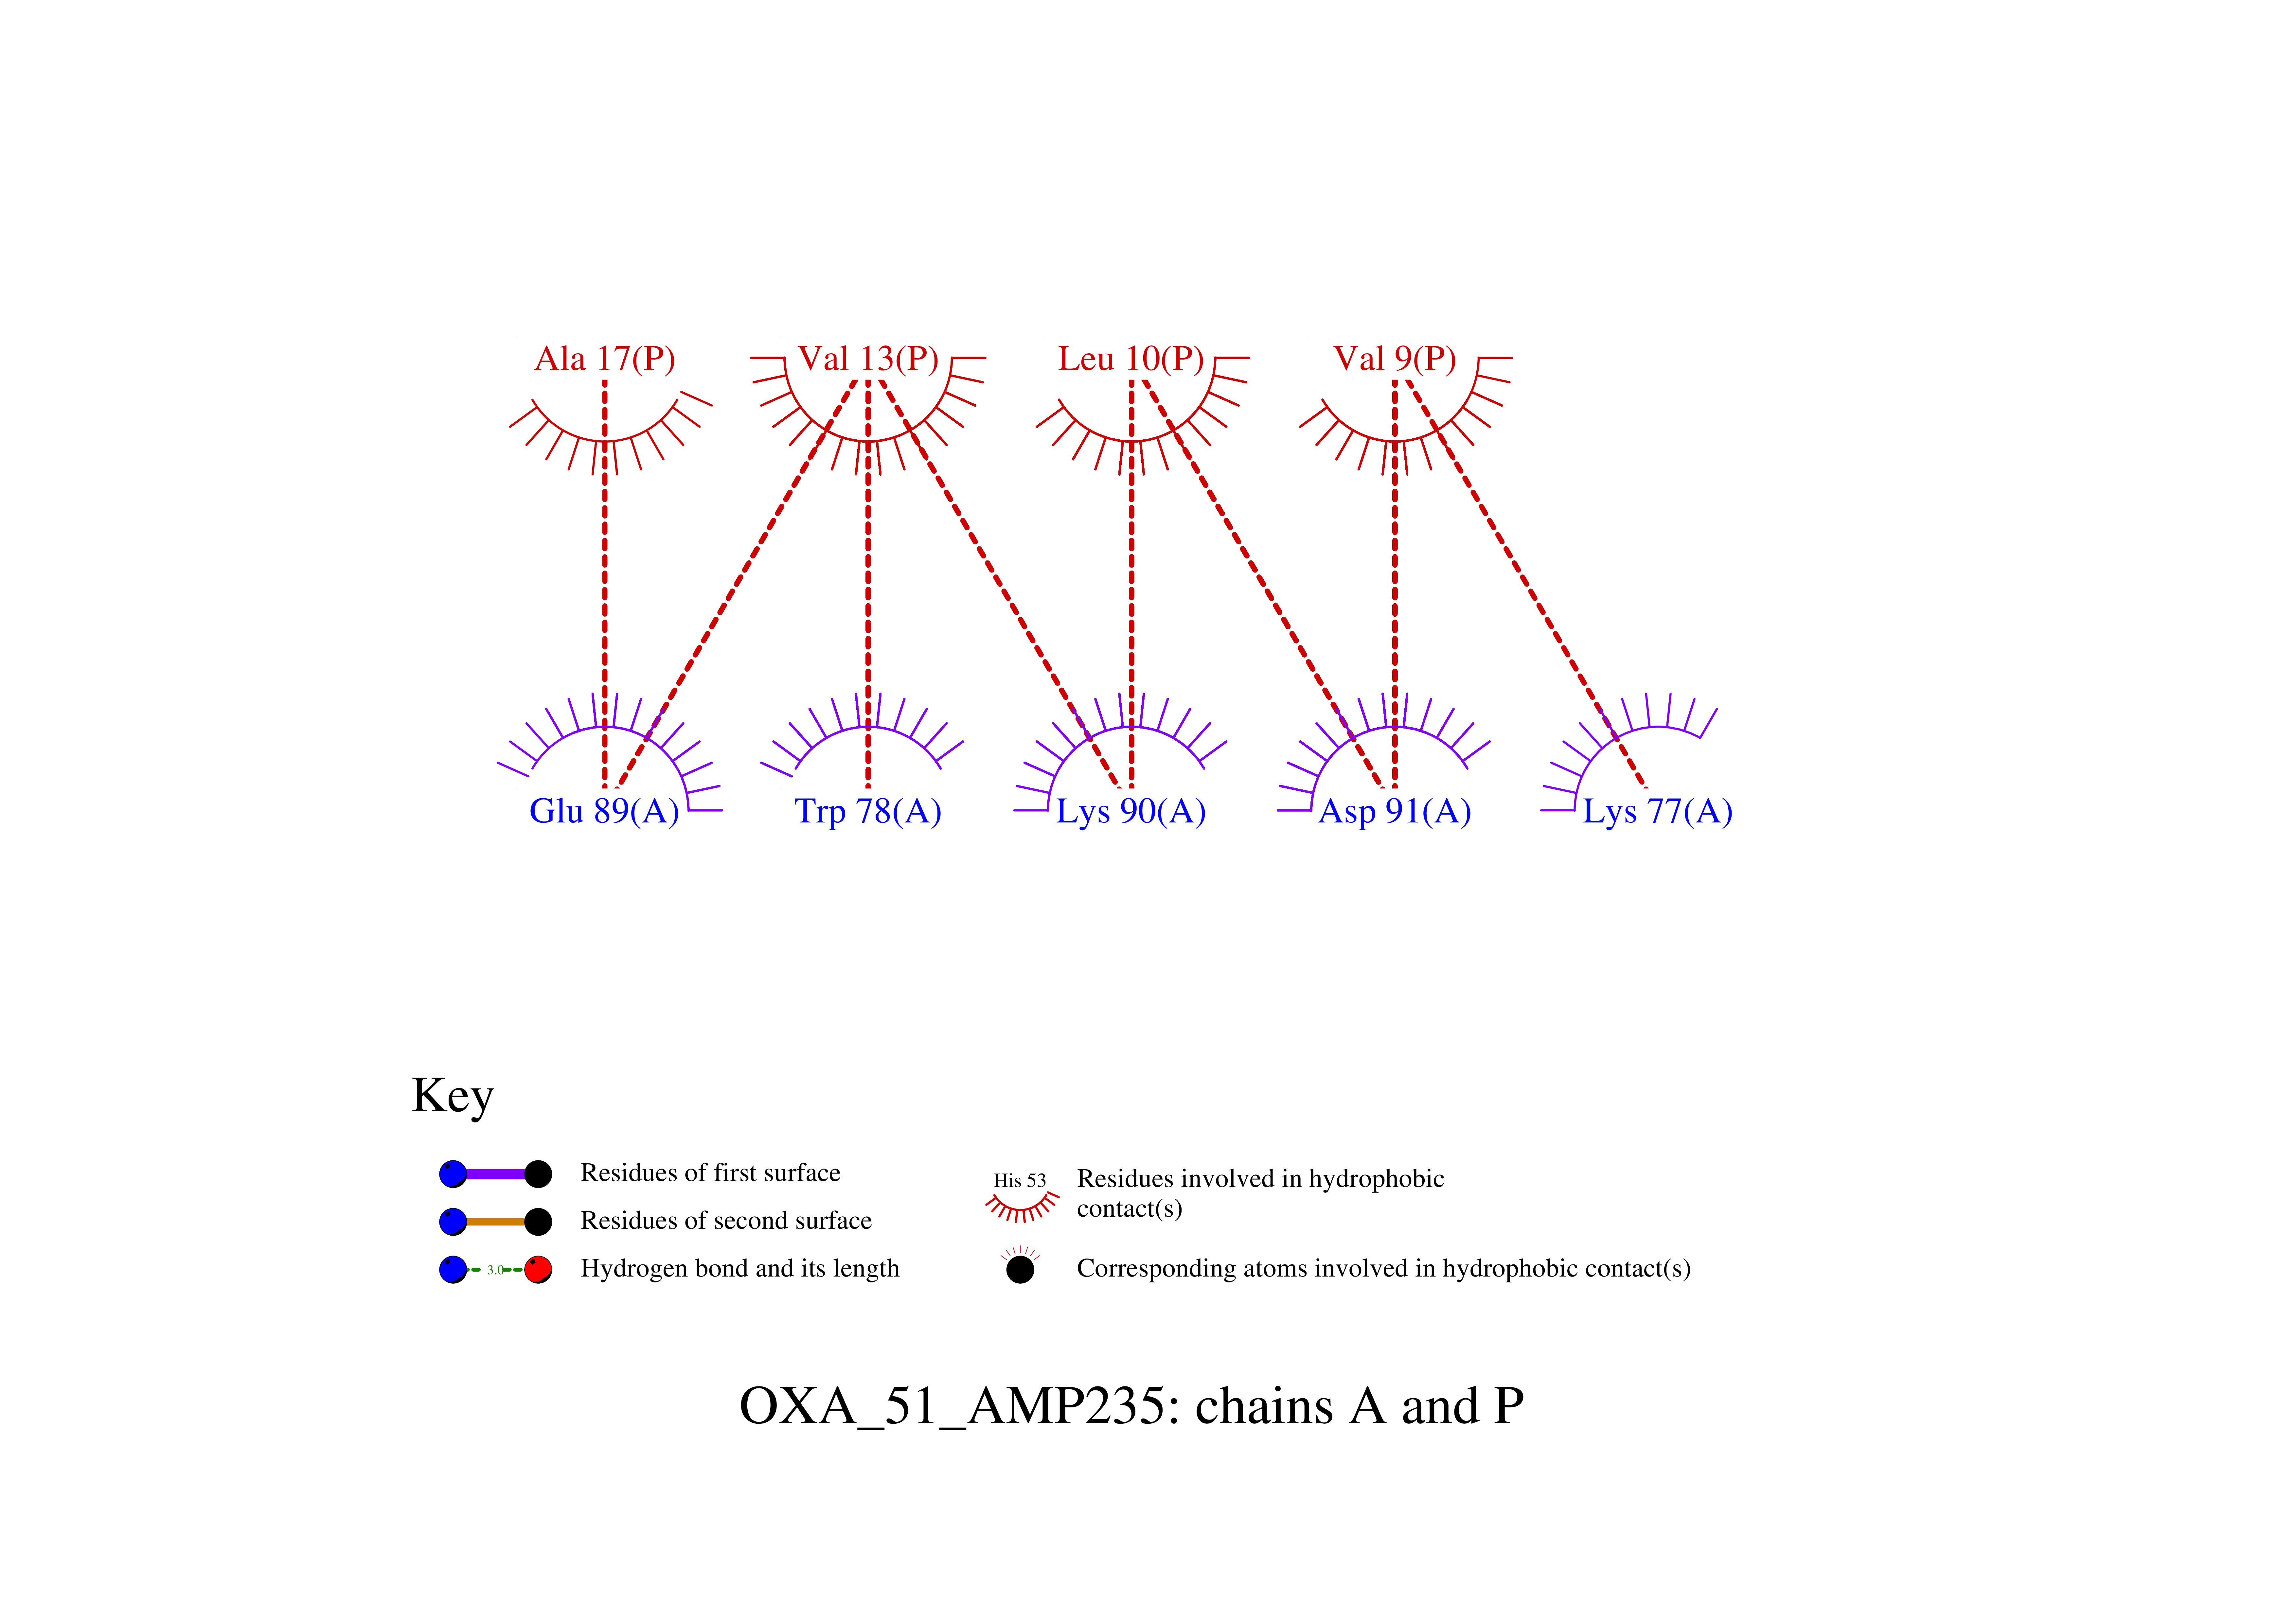 Ala 17(P) Val 13(P) Leu 10(P) Val 9(P)
Glu 89(A) Trp 78(A) Lys 90(A) Asp 91(A) Lys 77(A)
Key
Residues of first surface
Residues of second surface
3.0 Hydrogen bond and its length
His 53 Residues involved in hydrophobic
contact(s)
Corresponding atoms involved in hydrophobic contact(s)
OXA_51_AMP235: chains A and P